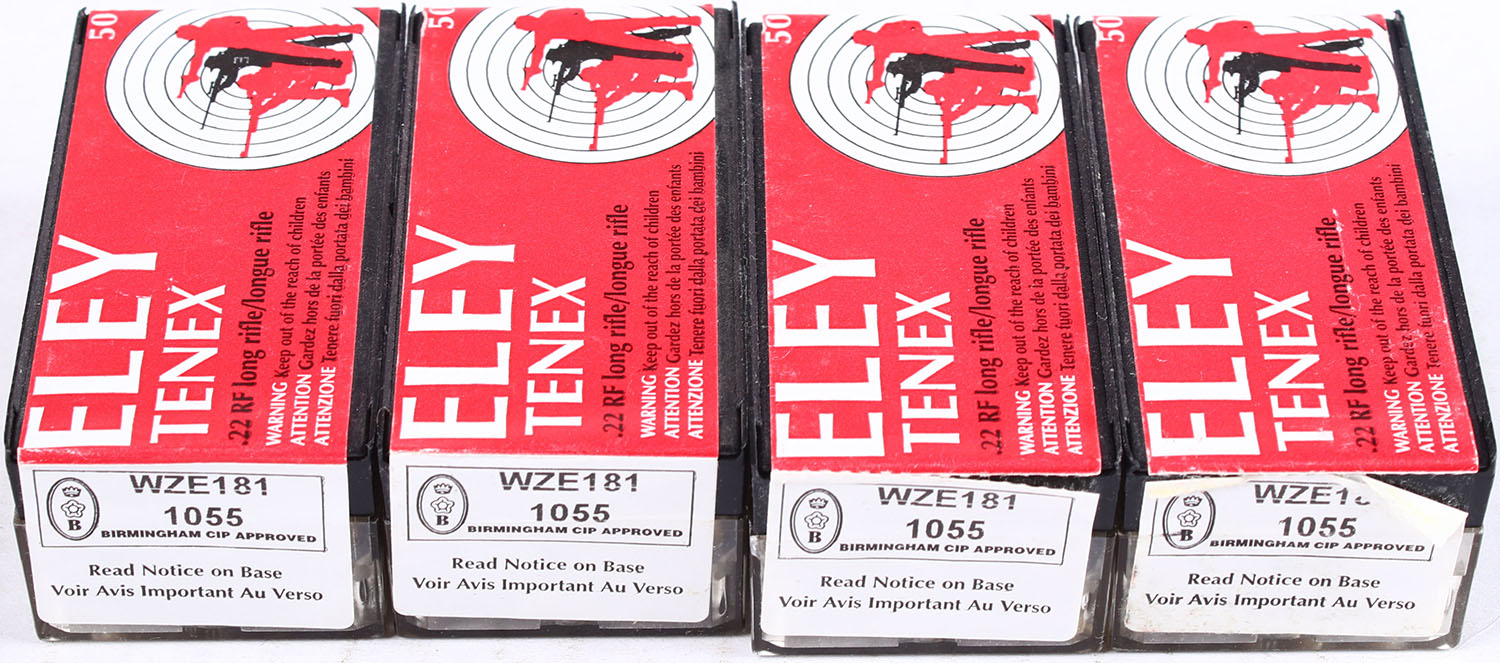 50
ELEY
TENEX
.22 RF long rifle/longue rifle
WARNING Keep out of the reach of children
ATTENTION Gardez hors de la portée des enfants
ATTENZIONE Tenere fuori dalla portata dei bambini
WZE181
1055
B
BIRMINGHAM CIP APPROVED
Read Notice on Base
Voir Avis Important Au Verso
50
ELEY
TENEX
.22 RF long rifle/longue rifle
WARNING Keep out of the reach of children
ATTENTION Gardez hors de la portée des enfants
ATTENZIONE Tenere fuori dalla portata dei bambini
WZE181
1055
B
BIRMINGHAM CIP APPROVED
Read Notice on Base
Voir Avis Important Au Verso
50
ELEY
TENEX
.22 RF long rifle/longue rifle
WARNING Keep out of the reach of children
ATTENTION Gardez hors de la portée des enfants
ATTENZIONE Tenere fuori dalla portata dei bambini
WZE181
1055
B
BIRMINGHAM CIP APPROVED
Read Notice on Base
Voir Avis Important Au Verso
50
ELEY
TENEX
.22 RF long rifle/longue rifle
WARNING Keep out of the reach of children
ATTENTION Gardez hors de la portée des enfants
ATTENZIONE Tenere fuori dalla portata dei bambini
1055
B
BIRMINGHAM CIP APPROVED
Read Notice on Base
Voir Avis Important Au Verso